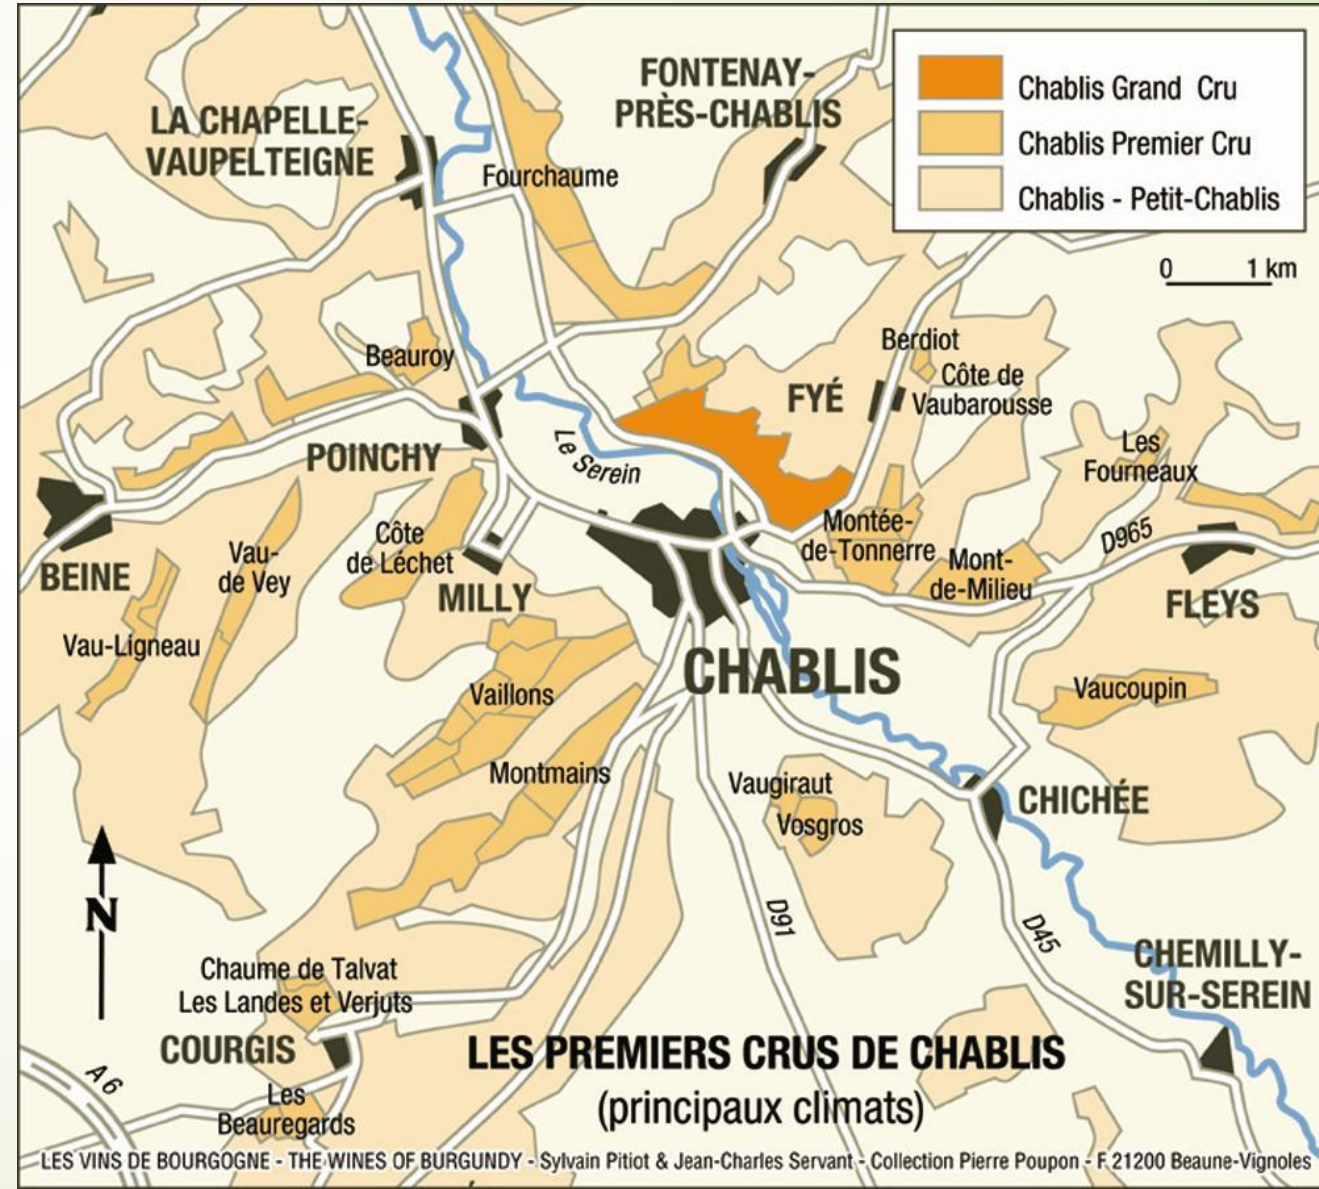 FONTENAY-
PRÈS-CHABLIS
Chablis Grand Cru
Chablis Premier Cru
Chablis - Petit-Chablis
LA CHAPELLE-
VAUPELTEIGNE
Fourchaume
0 1 km
Beauroy
Berdiot
FYÉ
Côte de
Vaubarousse
POINCHY
Le Serein
Les
Fourneaux
Côte
de Léchet
Montée-
de-Tonnerre
D965
Vau-
de Vey
Mont-
de-Milieu
BEINE
MILLY
FLEYS
Vau-Ligneau
CHABLIS
Vaillons
Vaucoupin
Montmains
Vaugiraut
Vosgros
CHICHÉE
N
D91
D45
CHEMILLY-
SUR-SEREIN
Chaume de Talvat
Les Landes et Verjuts
COURGIS
A6
Les
Beauregards
LES PREMIERS CRUS DE CHABLIS
(principaux climats)
LES VINS DE BOURGOGNE - THE WINES OF BURGUNDY - Sylvain Pitiot & Jean-Charles Servant - Collection Pierre Poupon - F 21200 Beaune-Vignoles